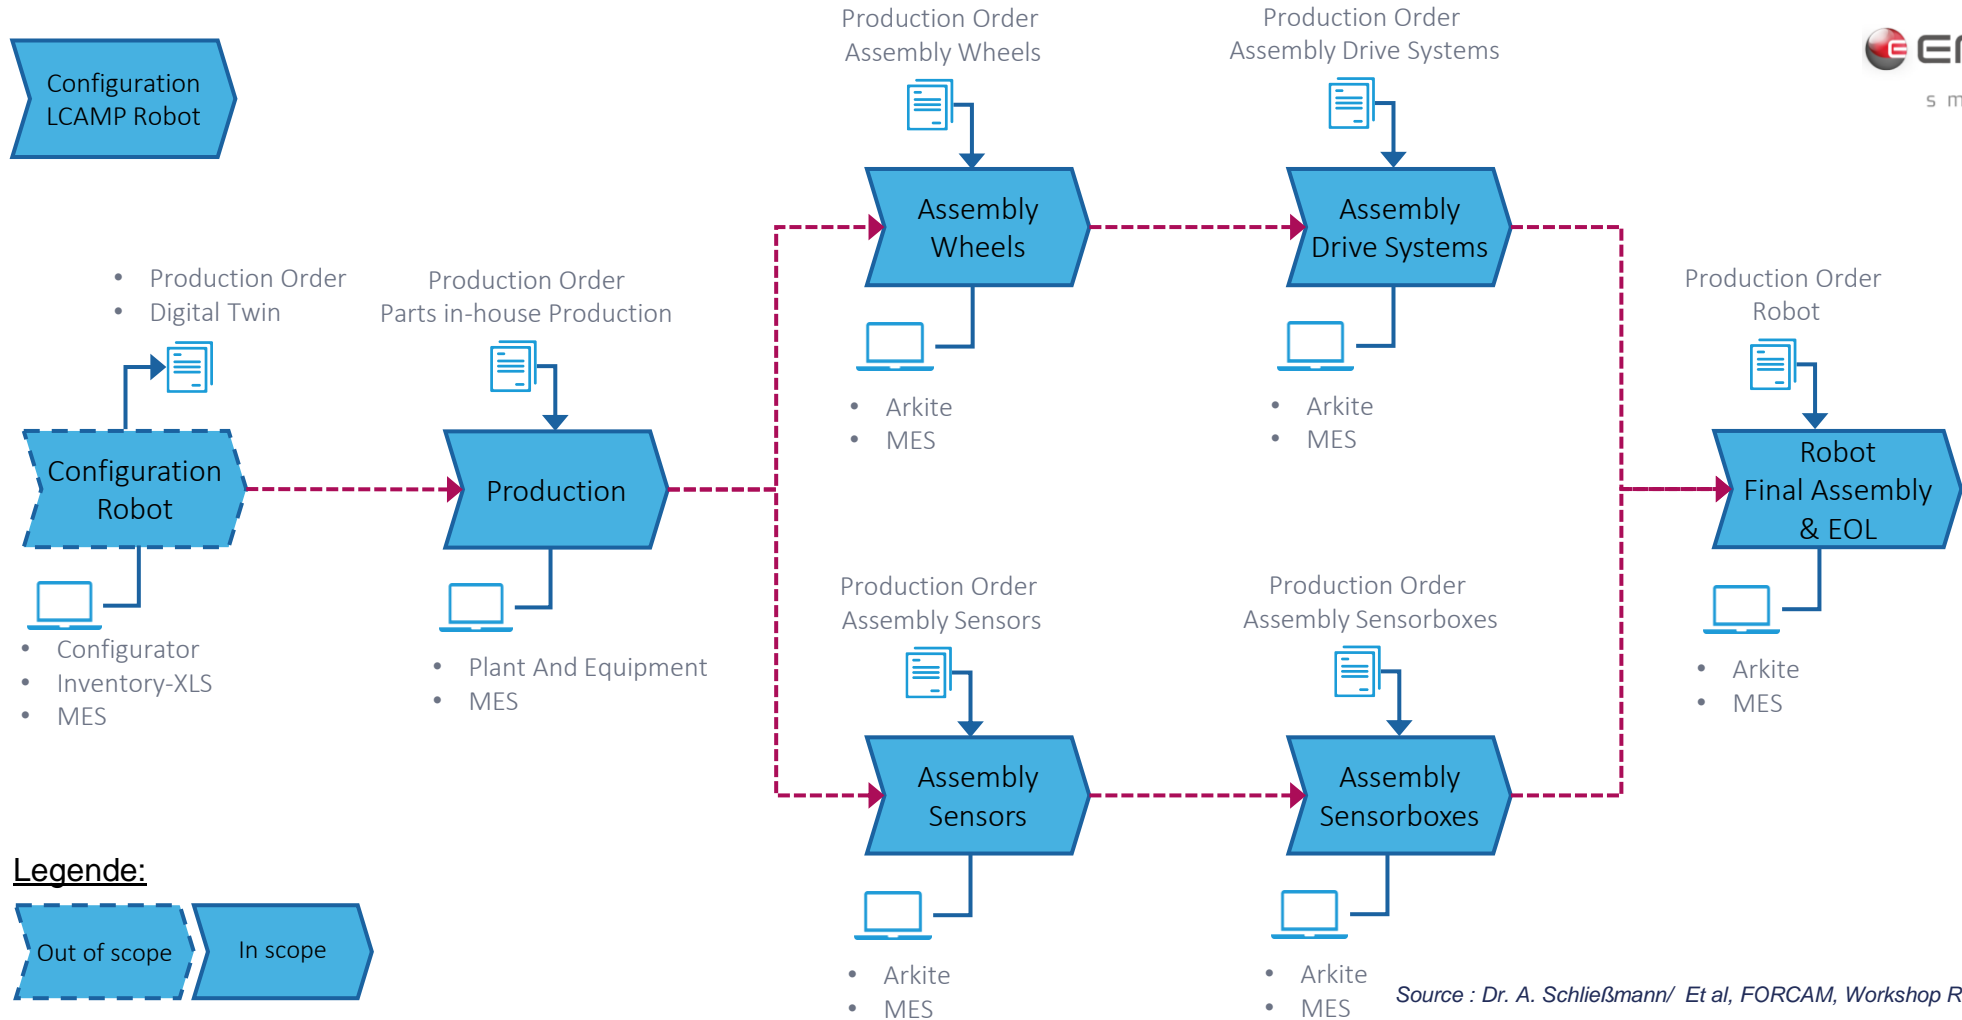 Configuration
LCAMP Robot
Production Order
Assembly Wheels
Production Order
Assembly Drive Systems
s m
Assembly
Wheels
Assembly
Drive Systems
• Production Order
• Digital Twin
Production Order
Parts in-house Production
Production Order
Robot
• Arkite
• MES
• Arkite
• MES
Configuration
Robot
Production
Robot
Final Assembly
& EOL
• Configurator
• Inventory-XLS
• MES
• Plant And Equipment
• MES
Production Order
Assembly Sensors
Production Order
Assembly Sensorboxes
• Arkite
• MES
Assembly
Sensors
Assembly
Sensorboxes
Legende:
Out of scope
In scope
• Arkite
• MES
• Arkite
• MES
Source : Dr. A. Schließmann/ Et al, FORCAM, Workshop R